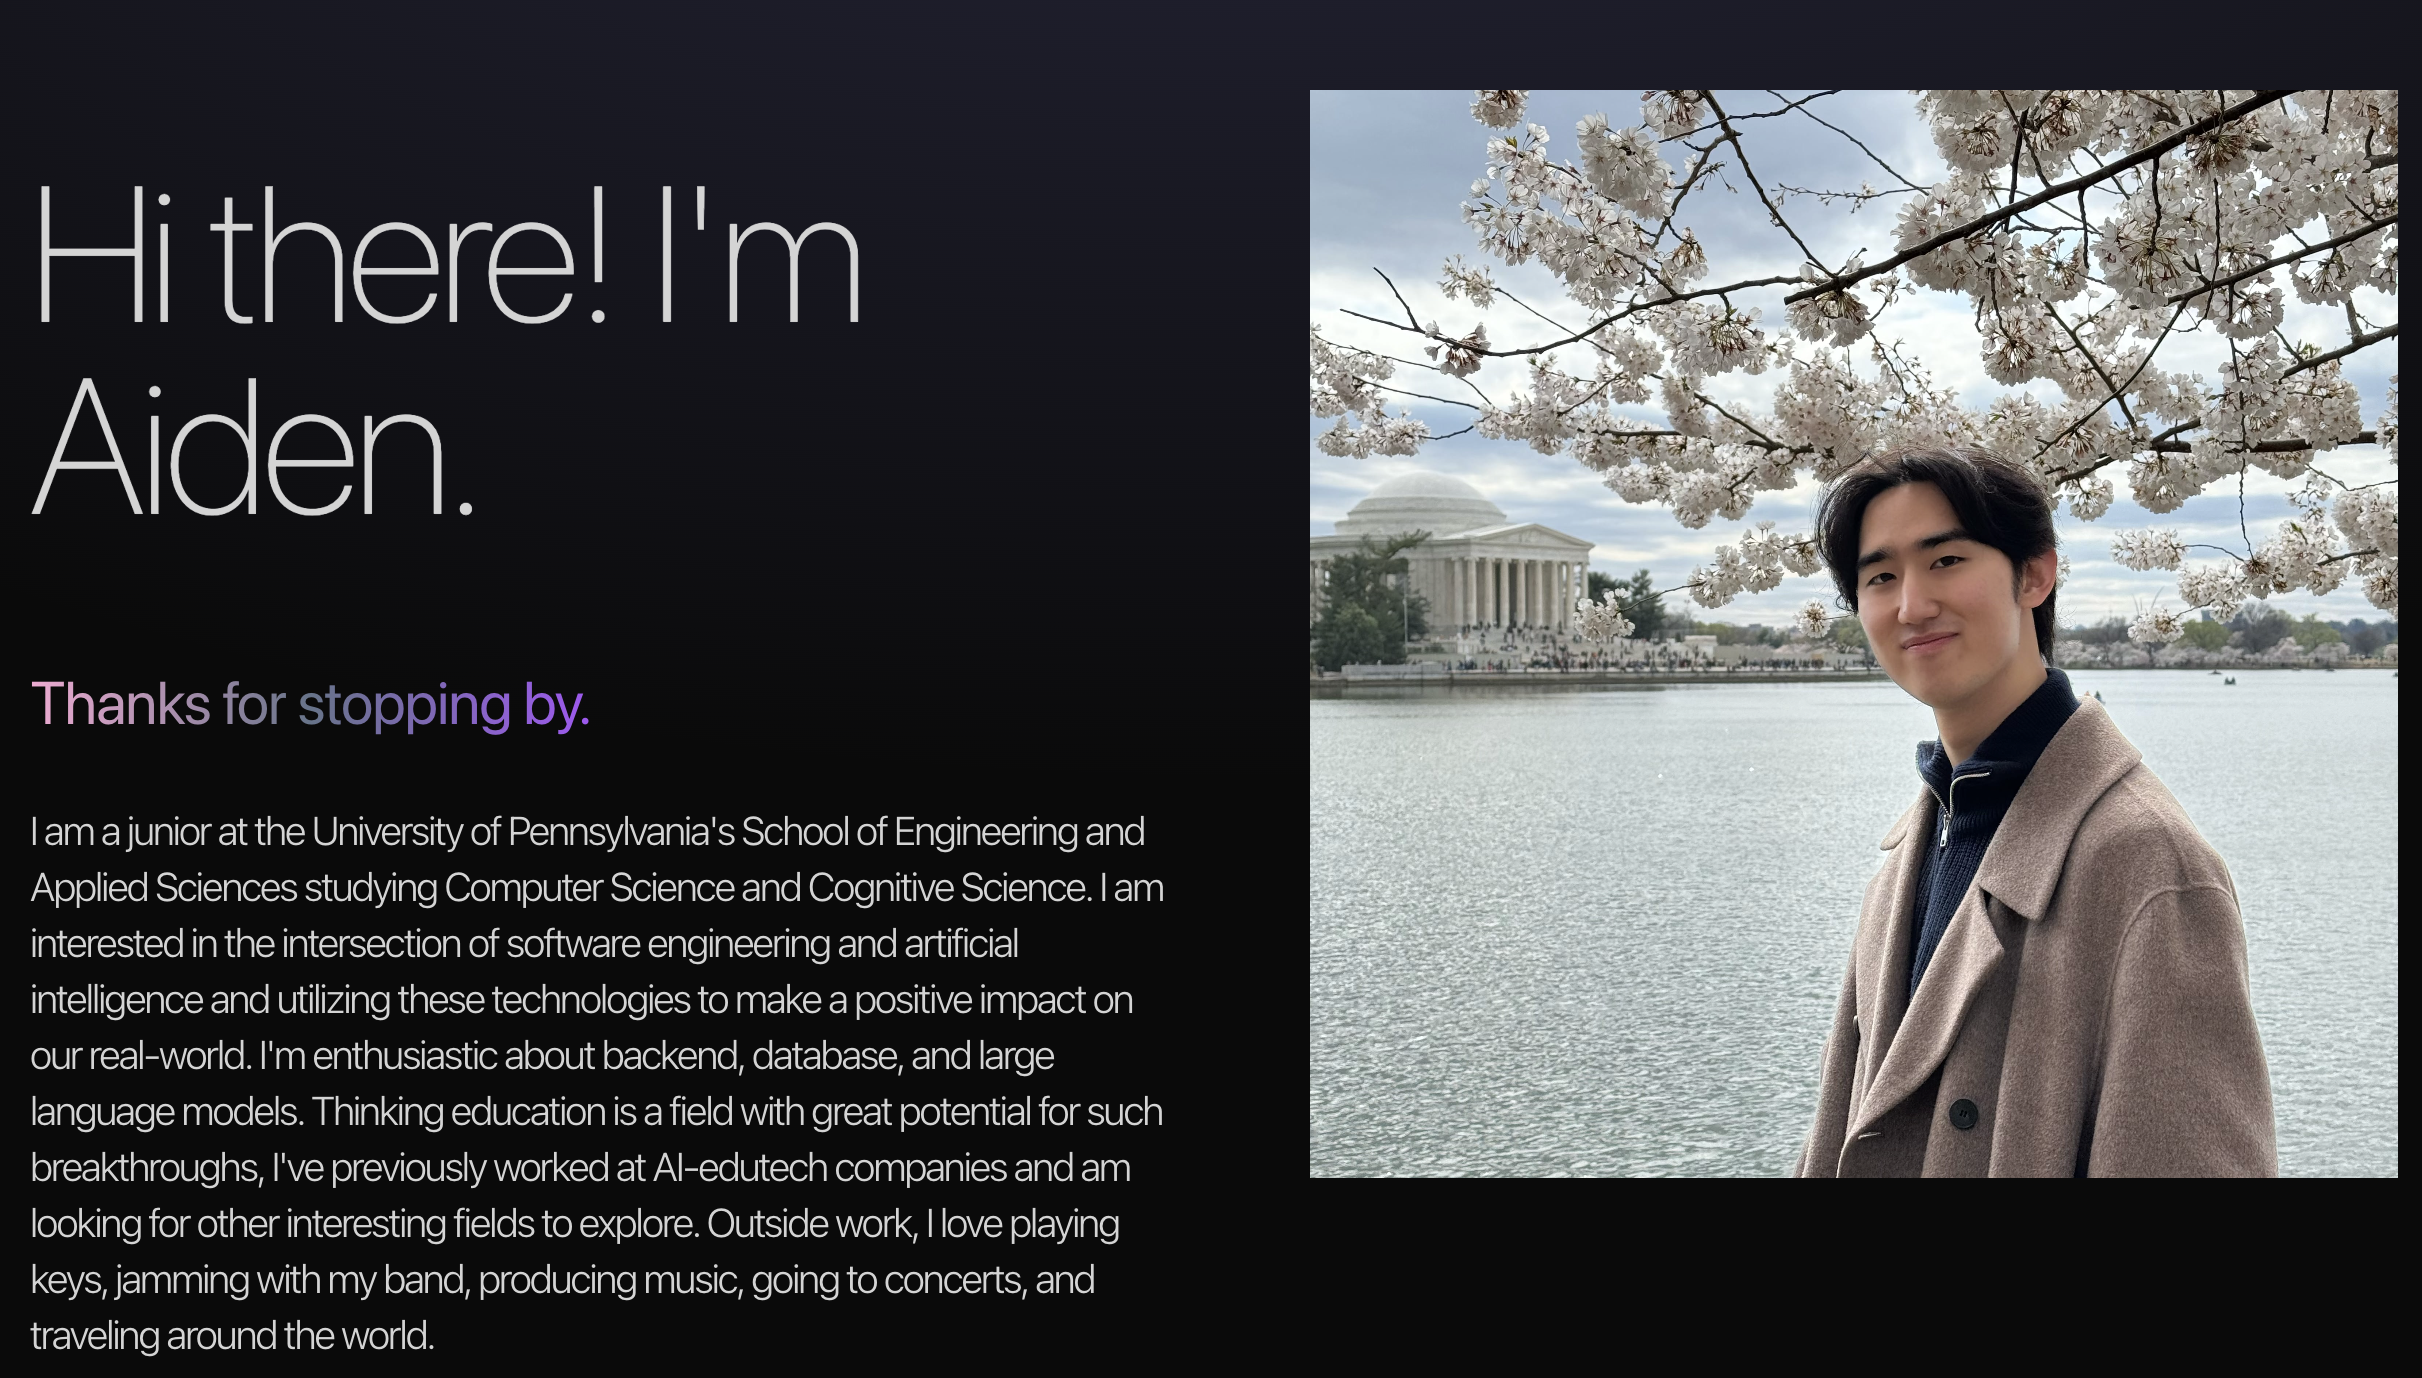 Hi there! I'm
Aiden.
Thanks for stopping by.
I am a junior at the University of Pennsylvania's School of Engineering and
Applied Sciences studying Computer Science and Cognitive Science. I am
interested in the intersection of software engineering and artificial
intelligence and utilizing these technologies to make a positive impact on
our real-world. I'm enthusiastic about backend, database, and large
language models. Thinking education is a field with great potential for such
breakthroughs, I've previously worked at AI-edutech companies and am
looking for other interesting fields to explore. Outside work, I love playing
keys, jamming with my band, producing music, going to concerts, and
traveling around the world.